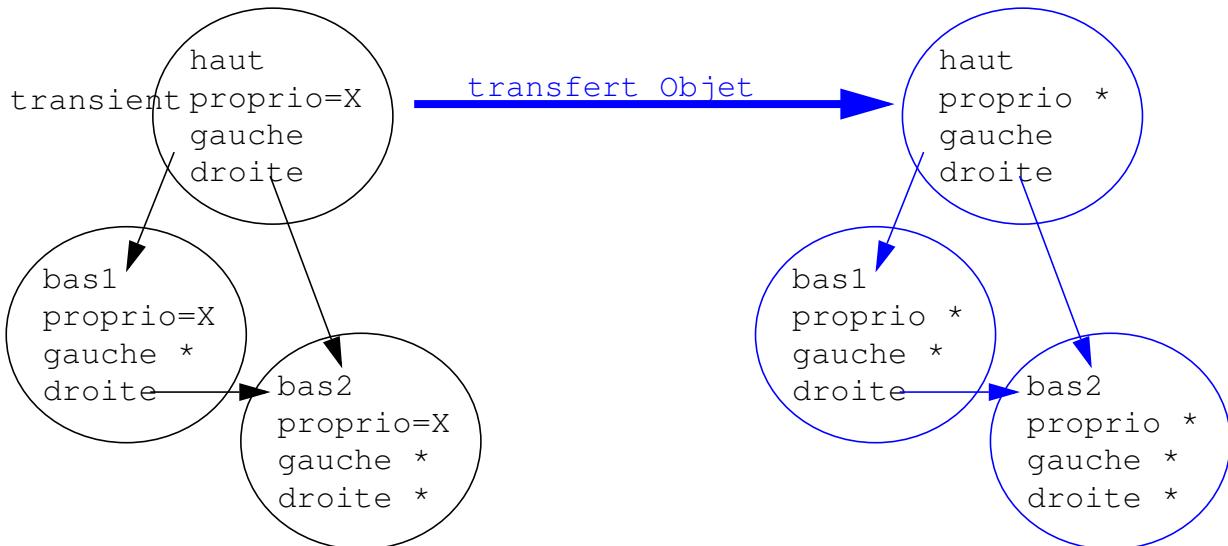 haut
transient proprio=X
gauche
droite
transfert Objet
haut
proprio *
gauche
droite
bas1
proprio=X
gauche *
droite
bas2
proprio=X
gauche *
droite *
bas1
proprio *
gauche *
droite
bas2
proprio *
gauche *
droite *